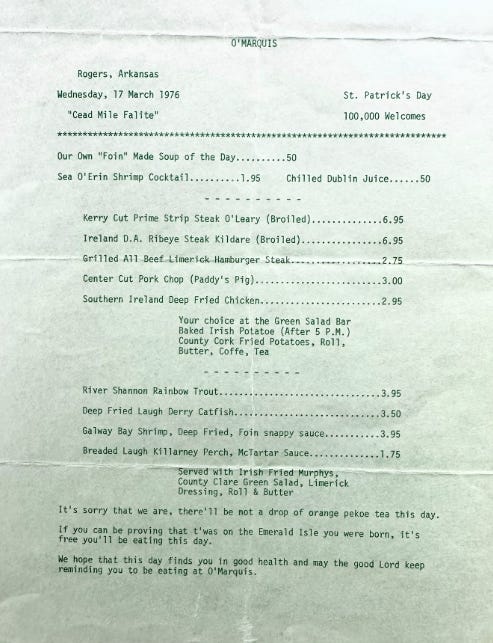 O'MARQUIS
Rogers, Arkansas
Wednesday, 17 March 1976 St. Patrick's Day
"Cead Mile Falite" 100,000 Welcomes
********************************************************************************
Our Own "Foin" Made Soup of the Day..........50
Sea O'Erin Shrimp Cocktail..........1.95 Chilled Dublin Juice......50
- - - - - - - - - -
Kerry Cut Prime Strip Steak O'Leary (Broiled)..............6.95
Ireland D.A. Ribeye Steak Kildare (Broiled)................6.95
Grilled All Beef Limerick Hamburger Steak..................2.75
Center Cut Pork Chop (Paddy's Pig).........................3.00
Southern Ireland Deep Fried Chicken........................2.95
Your choice at the Green Salad Bar
Baked Irish Potatoe (After 5 P.M.)
County Cork Fried Potatoes, Roll,
Butter, Coffe, Tea
- - - - - - - - - -
River Shannon Rainbow Trout................................3.95
Deep Fried Laugh Derry Catfish.............................3.50
Galway Bay Shrimp, Deep Fried, Foin snappy sauce...........3.95
Breaded Laugh Killarney Perch, McTartar Sauce..............1.75
Served with Irish Fried Murphys,
County Clare Green Salad, Limerick
Dressing, Roll & Butter
It's sorry that we are, there'll be not a drop of orange pekoe tea this day.
If you can be proving that t'was on the Emerald Isle you were born, it's
free you'll be eating this day.
We hope that this day finds you in good health and may the good Lord keep
reminding you to be eating at O'Marquis.